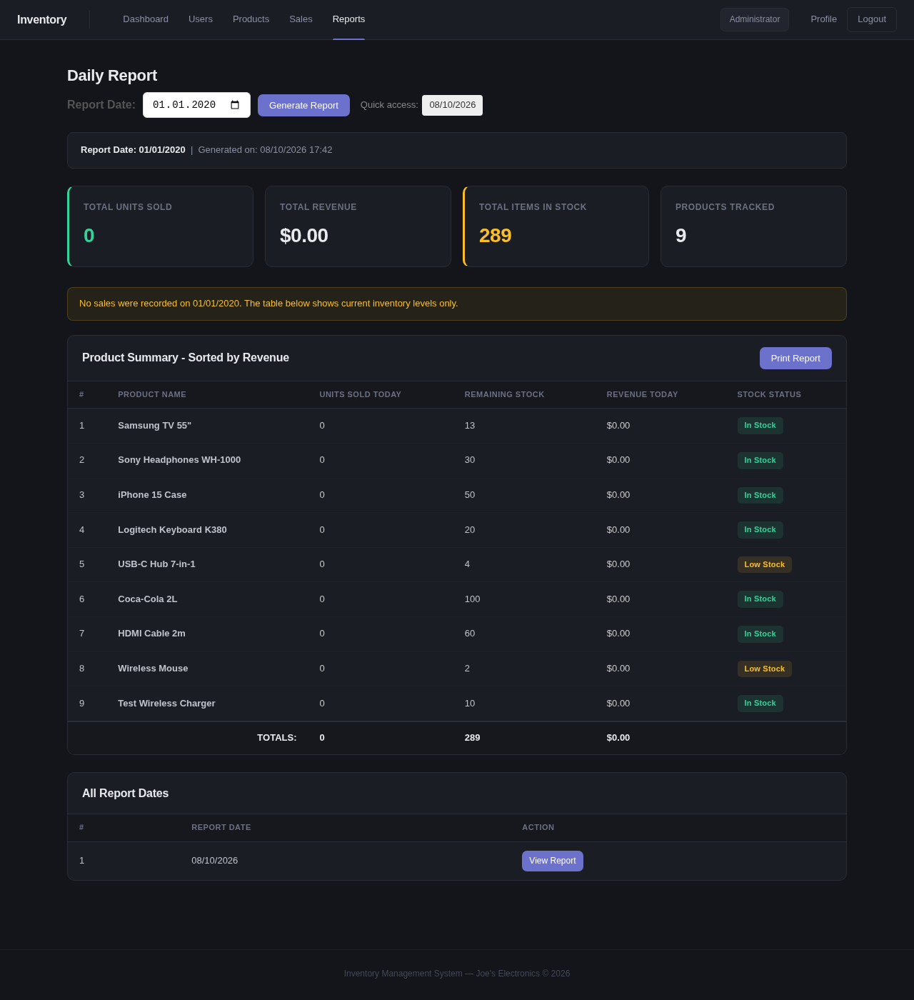 Inventory Dashboard Users Products Sales Reports Administrator Profile Logout
Daily Report
Report Date: 01.01.2020 Generate Report Quick access: 08/10/2026
Report Date: 01/01/2020 | Generated on: 08/10/2026 17:42
TOTAL UNITS SOLD TOTAL REVENUE TOTAL ITEMS IN STOCK PRODUCTS TRACKED
0 $0.00 289 9
No sales were recorded on 01/01/2020. The table below shows current inventory levels only.
Product Summary - Sorted by Revenue Print Report
# PRODUCT NAME UNITS SOLD TODAY REMAINING STOCK REVENUE TODAY STOCK STATUS
1 Samsung TV 55" 0 13 $0.00 In Stock
2 Sony Headphones WH-1000 0 30 $0.00 In Stock
3 iPhone 15 Case 0 50 $0.00 In Stock
4 Logitech Keyboard K380 0 20 $0.00 In Stock
5 USB-C Hub 7-in-1 0 4 $0.00 Low Stock
6 Coca-Cola 2L 0 100 $0.00 In Stock
7 HDMI Cable 2m 0 60 $0.00 In Stock
8 Wireless Mouse 0 2 $0.00 Low Stock
9 Test Wireless Charger 0 10 $0.00 In Stock
TOTALS: 0 289 $0.00
All Report Dates
# REPORT DATE ACTION
1 08/10/2026 View Report
Inventory Management System — Joe's Electronics © 2026